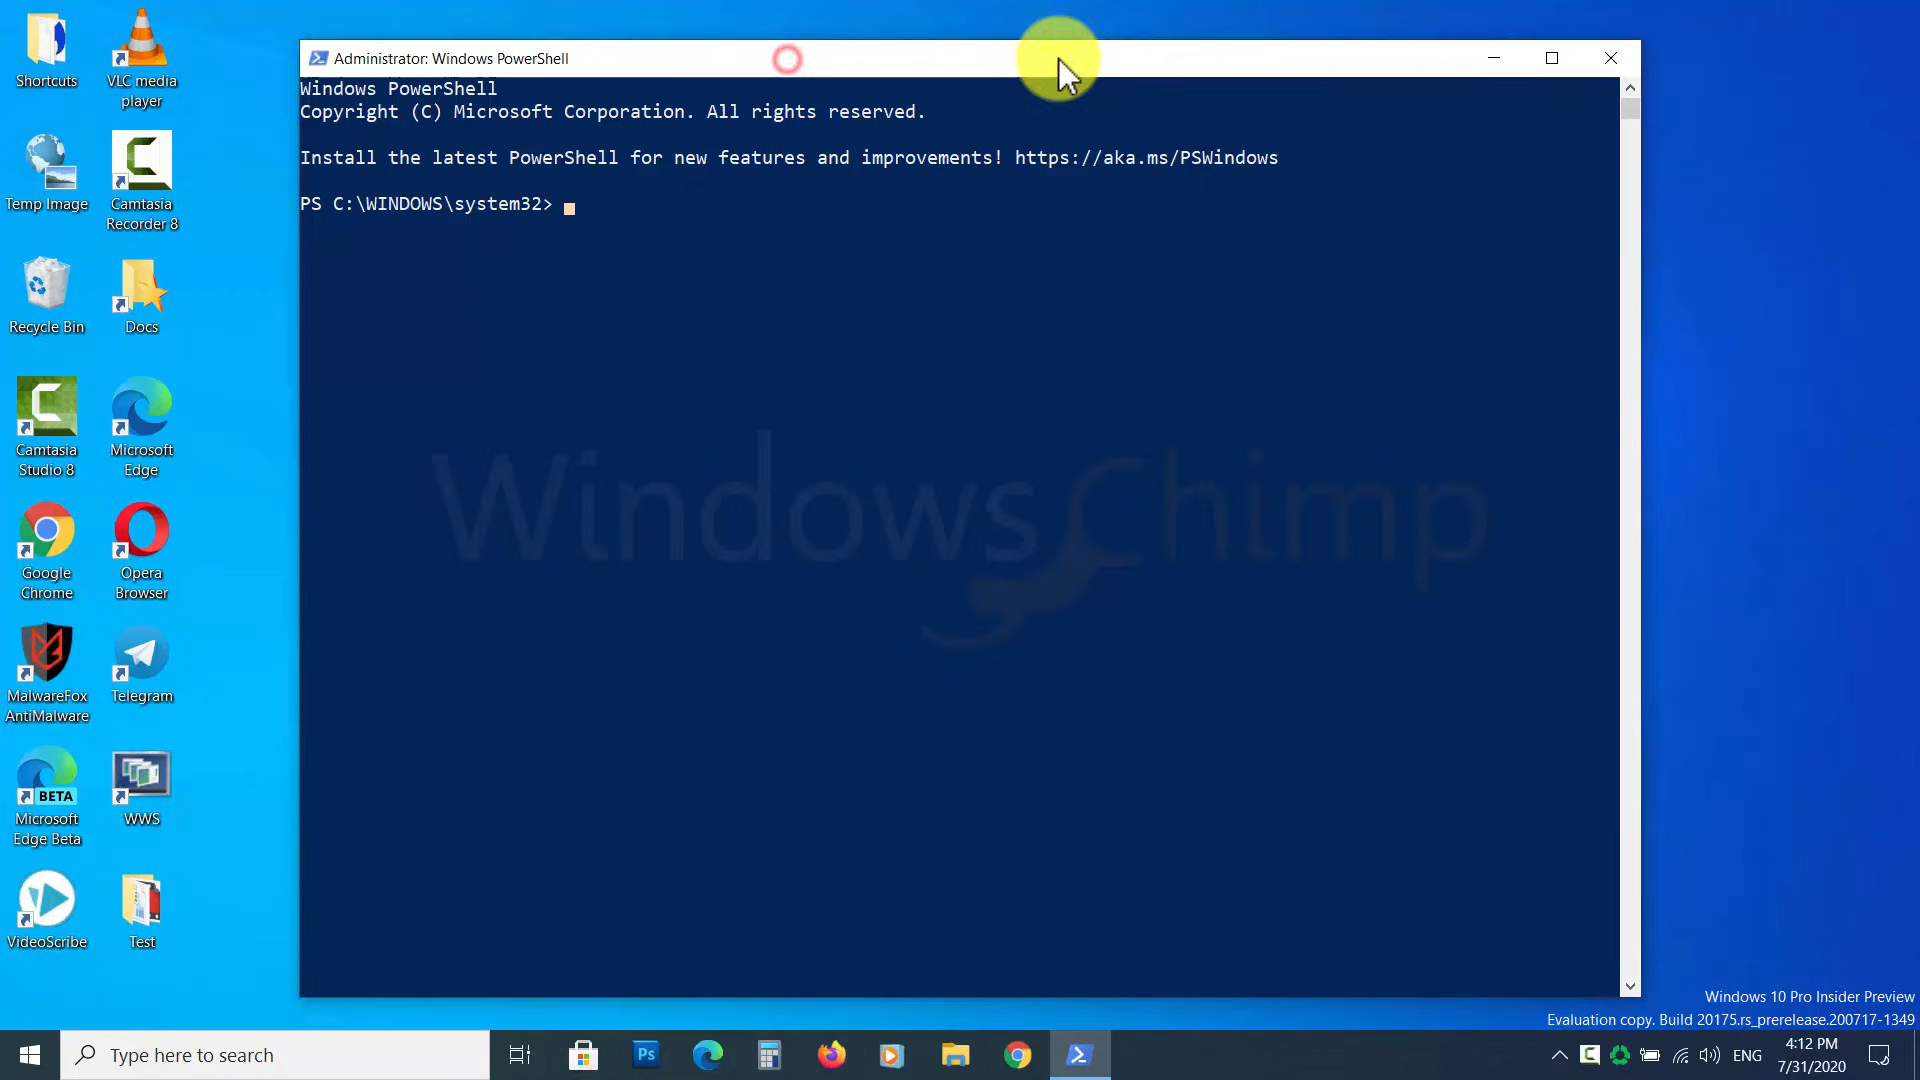 Shortcuts
VLC media
player
Temp Image
Camtasia
Recorder 8
Recycle Bin
Docs
Camtasia
Studio 8
Microsoft
Edge
Google
Chrome
Opera
Browser
MalwareFox
AntiMalware
Telegram
BETA
Microsoft
Edge Beta
WWS
VideoScribe
Test
Administrator: Windows PowerShell
Windows PowerShell
Copyright (C) Microsoft Corporation. All rights reserved.
Install the latest PowerShell for new features and improvements! https://aka.ms/PSWindows
PS C:\WINDOWS\system32>
Windows Chimp
Windows 10 Pro Insider Preview
Evaluation copy. Build 20175.rs_prerelease.200717-1349
Type here to search
Ps
ENG
4:12 PM
7/31/2020